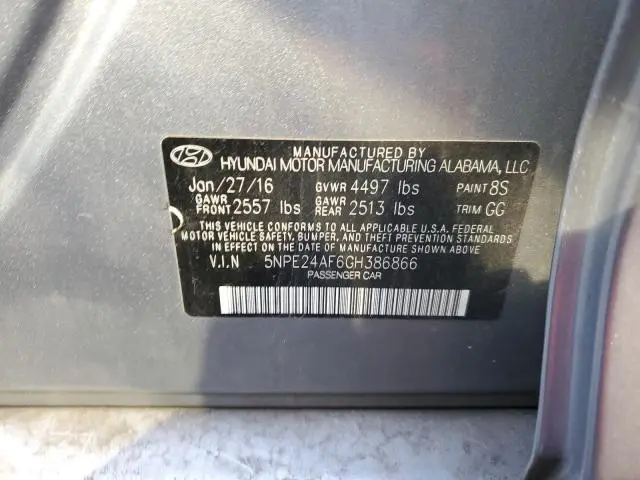 MANUFACTURED BY
HYUNDAI MOTOR MANUFACTURING ALABAMA, LLC
Jan/27/16 GVWR 4497 lbs PAINT 8S
GAWR FRONT 2557 lbs GAWR REAR 2513 lbs TRIM GG
THIS VEHICLE CONFORMS TO ALL APPLICABLE U.S.A. FEDERAL
MOTOR VEHICLE SAFETY, BUMPER, AND THEFT PREVENTION STANDARDS
IN EFFECT ON THE DATE OF MANUFACTURE SHOWN ABOVE.
V.I.N 5NPE24AF6GH386866
PASSENGER CAR